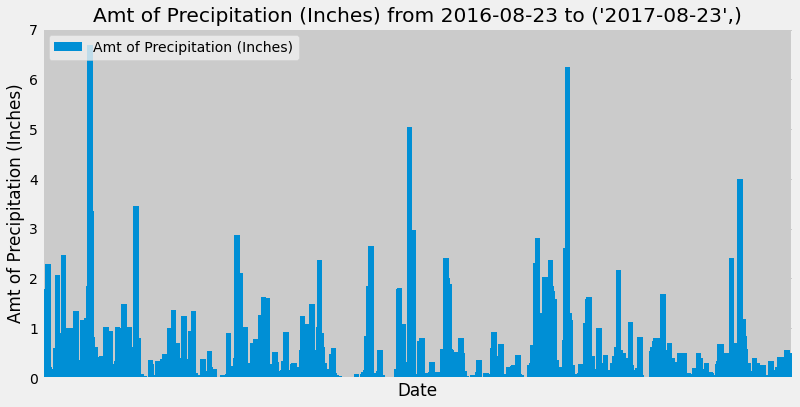 Amt of Precipitation (Inches) from 2016-08-23 to ('2017-08-23',)
Amt of Precipitation (Inches)
Amt of Precipitation (Inches)
7
6
5
4
3
2
1
0
Date